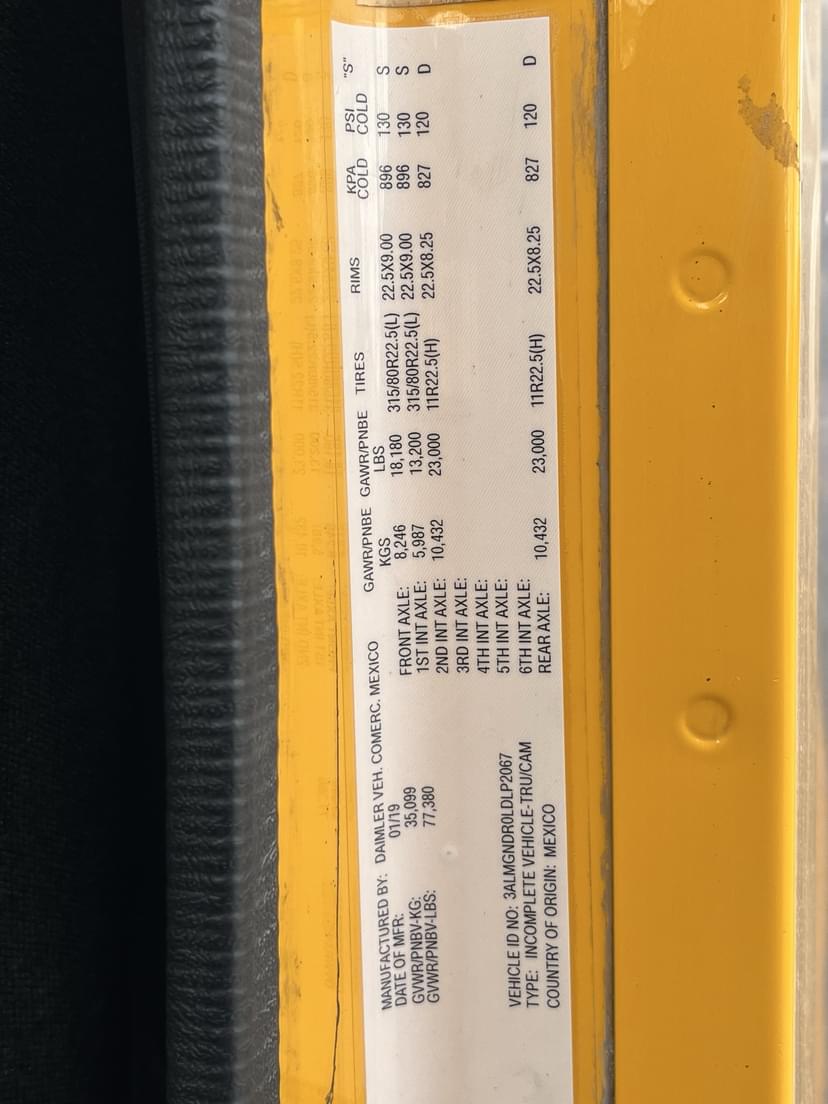 MANUFACTURED BY: DAIMLER VEH. COMERC. MEXICO GAWR/PNBE GAWR/PNBE TIRES RIMS KPA PSI "S"
DATE OF MFR: 01/19 KGS LBS COLD COLD
GVWR/PNBV-KG: 35,099 FRONT AXLE: 8,246 18,180 315/80R22.5(L) 22.5X9.00 896 130 S
GVWR/PNBV-LBS: 77,380 1ST INT AXLE: 5,987 13,200 315/80R22.5(L) 22.5X9.00 896 130 S
2ND INT AXLE: 10,432 23,000 11R22.5(H) 22.5X8.25 827 120 D
3RD INT AXLE:
4TH INT AXLE:
5TH INT AXLE:
VEHICLE ID NO: 3ALMGNDR0LDLP2067 6TH INT AXLE:
TYPE: INCOMPLETE VEHICLE-TRU/CAM REAR AXLE: 10,432 23,000 11R22.5(H) 22.5X8.25 827 120 D
COUNTRY OF ORIGIN: MEXICO